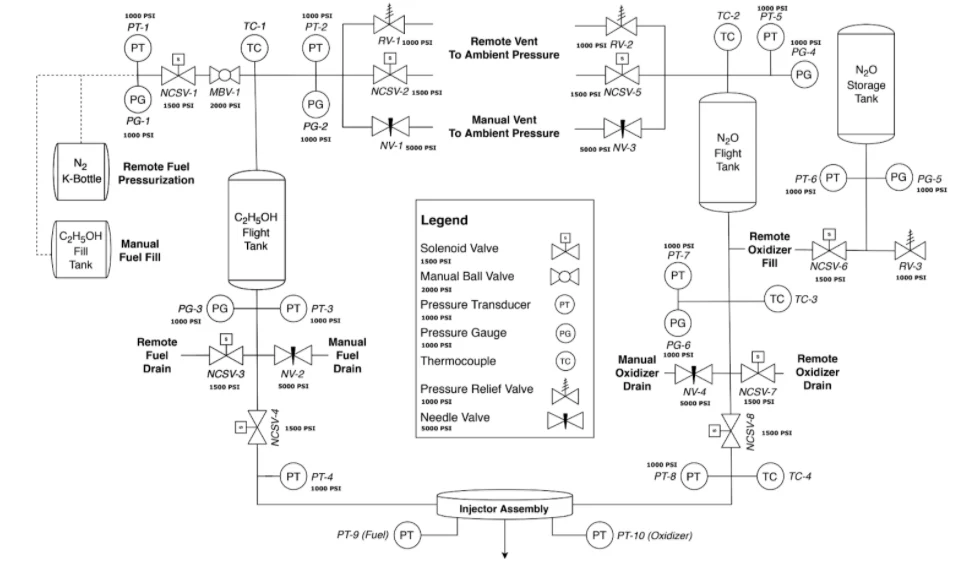 1000 PSI
PT-1
PT
PG
PG-1
1000 PSI
NCSV-1
1500 PSI
MBV-1
2000 PSI
TC-1
TC
1000 PSI
PT-2
PT
PG
PG-2
1000 PSI
RV-1 1000 PSI
S
NCSV-2 1500 PSI
NV-1 5000 PSI
Remote Vent
To Ambient Pressure
Manual Vent
To Ambient Pressure
1000 PSI RV-2
S
1500 PSI NCSV-5
5000 PSI NV-3
TC-2
TC
1000 PSI
PT-5
PT
1000 PSI
PG-4
PG
N2O
Storage
Tank
N2O
Flight
Tank
PT-6
1000 PSI
PT
PG
PG-5
1000 PSI
N2
K-Bottle
Remote Fuel
Pressurization
C2H5OH
Fill
Tank
Manual
Fuel Fill
C2H5OH
Flight
Tank
PG-3
1000 PSI
PG
PT
PT-3
1000 PSI
Remote
Fuel
Drain
S
NCSV-3
1500 PSI
NV-2
5000 PSI
Manual
Fuel
Drain
S
NCSV-4
1500 PSI
PT
PT-4
1000 PSI
Legend
Solenoid Valve
1500 PSI
S
Manual Ball Valve
2000 PSI
Pressure Transducer
1000 PSI
PT
Pressure Gauge
1000 PSI
PG
Thermocouple
TC
Pressure Relief Valve
1000 PSI
Needle Valve
5000 PSI
Remote
Oxidizer
Fill
S
NCSV-6
1500 PSI
RV-3
1000 PSI
1000 PSI
PT-7
PT
PG
PG-6
1000 PSI
TC
TC-3
Manual
Oxidizer
Drain
NV-4
5000 PSI
S
NCSV-7
1500 PSI
Remote
Oxidizer
Drain
S
NCSV-8
1500 PSI
1000 PSI
PT-8
PT
TC
TC-4
Injector Assembly
PT-9 (Fuel)
PT
PT
PT-10 (Oxidizer)